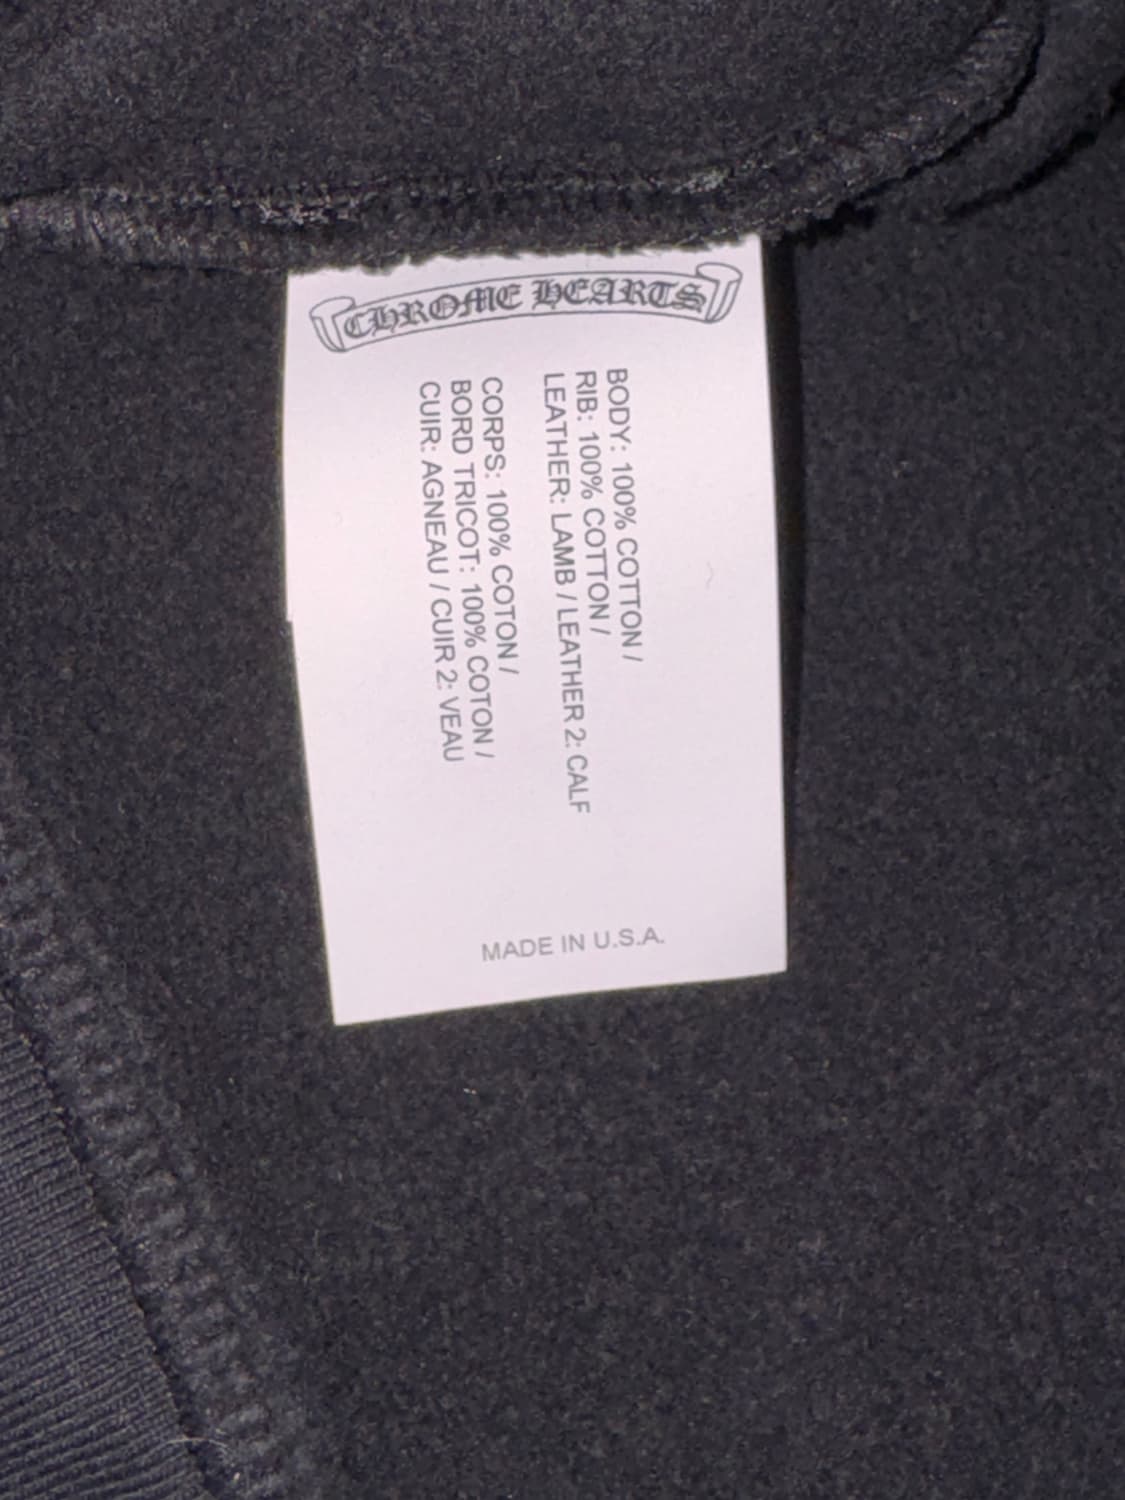 CHROME HEARTS
BODY: 100% COTTON /
RIB: 100% COTTON /
LEATHER: LAMB / LEATHER 2: CALF
CORPS: 100% COTON /
BORD TRICOT: 100% COTON /
CUIR: AGNEAU / CUIR 2: VEAU
MADE IN U.S.A.